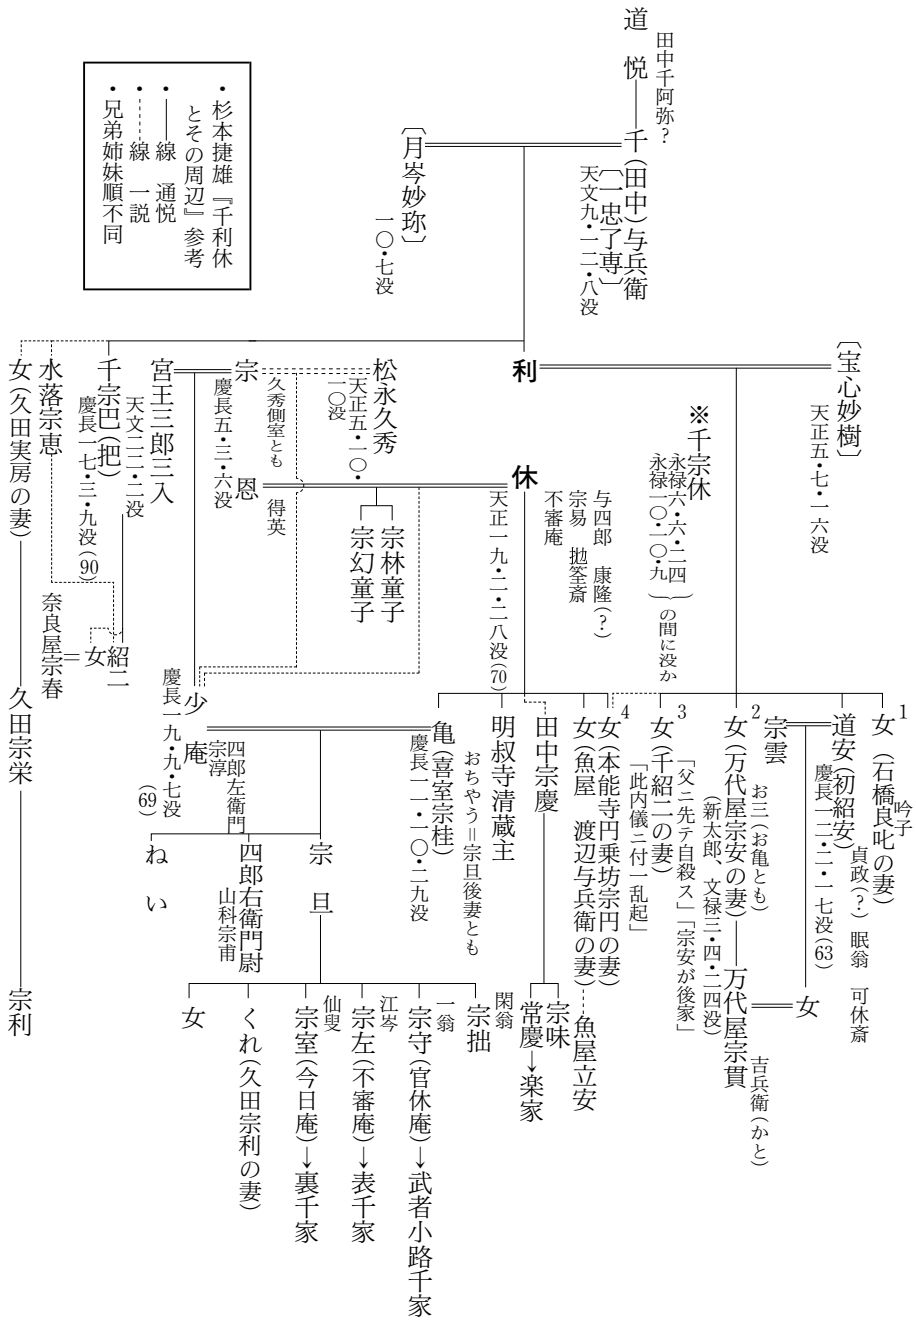 道悦
田中千阿弥?
千(田中)与兵衛
〔一忠了専〕
天文九・一二・八没
〔月岑妙珎〕
一〇・七没
・杉本捷雄『千利休
とその周辺』参考
・――線 通悦
・-----線 一説
・兄弟姉妹順不同
〔宝心妙樹〕
天正五・七・一六没
※千宗休
永禄六・六・二四
永禄一〇・一〇・九
の間に没か
利休
与四郎 康隆(?)
宗易 抛筌斎
不審庵
天正一九・二・二八没(70)
松永久秀
天正五・一〇・
一〇没
宗林童子
宗幻童子
久秀側室とも
得英
宗恩
慶長五・三・六没
宮王三郎三入
千宗巴(把)
天文二二・二没
慶長一七・三・九没(90)
水落宗恵
女(久田実房の妻)
紹二
女
奈良屋宗春
久田宗栄
宗利
1
女(石橋良叱の妻)
吟子
道安(初紹安)
貞政(?) 眠翁 可休斎
慶長一二・二・一七没(63)
宗雲
女
2
女(万代屋宗安の妻)
お三(お亀とも)
(新太郎、文禄三・四・二四没)
万代屋宗貫
吉兵衛(かと)
3
女(千紹二の妻)
「父ニ先テ自殺ス」「宗安が後家」
「此内儀ニ付一乱起」
4
女(本能寺円乗坊宗円の妻)
女(魚屋 渡辺与兵衛の妻)
魚屋立安
田中宗慶
宗味
常慶→楽家
明叔寺清蔵主
亀(喜室宗桂)
おちやう=宗旦後妻とも
慶長一一・一〇・二九没
少庵
四郎左衛門
宗淳
慶長一九・九・七没
(69)
宗旦
四郎右衛門尉
山科宗甫
ねい
閑翁
宗拙
一翁
宗守(官休庵)→武者小路千家
江岑
宗左(不審庵)→表千家
仙叟
宗室(今日庵)→裏千家
くれ(久田宗利の妻)
女